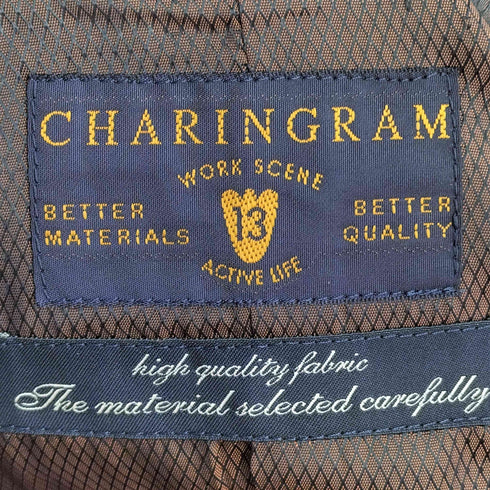 CHARINGRAM
WORK SCENE
BETTER
MATERIALS
13
BETTER
QUALITY
ACTIVE LIFE
high quality fabric
The material selected carefully